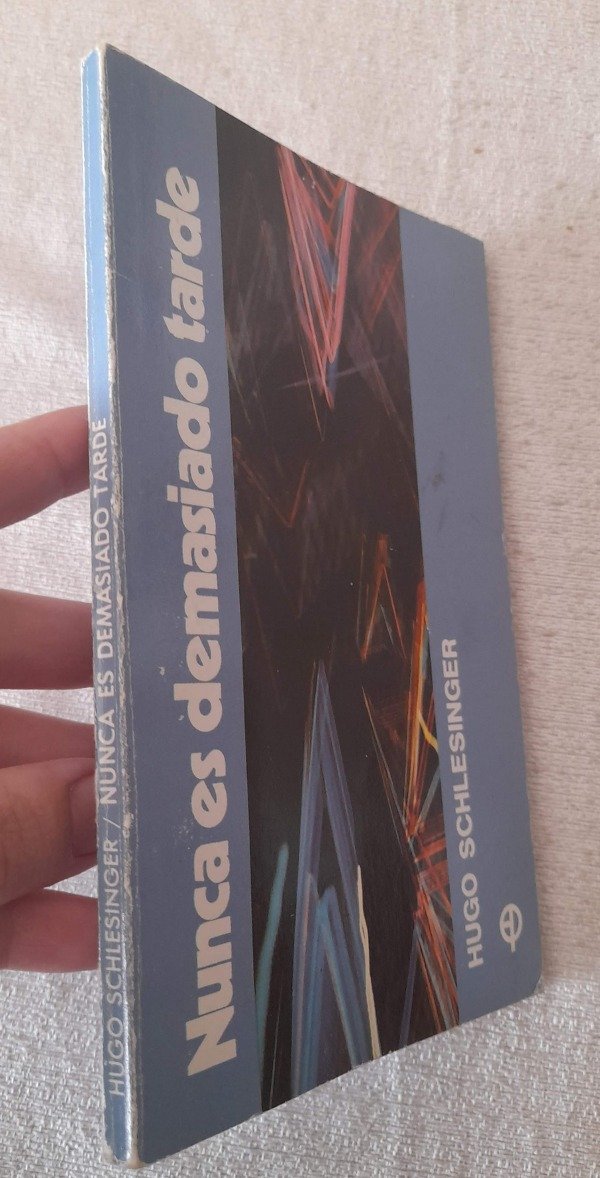 Nunca es demasiado tarde
HUGO SCHLESINGER
HUGO SCHLESINGER / NUNCA ES DEMASIADO TARDE